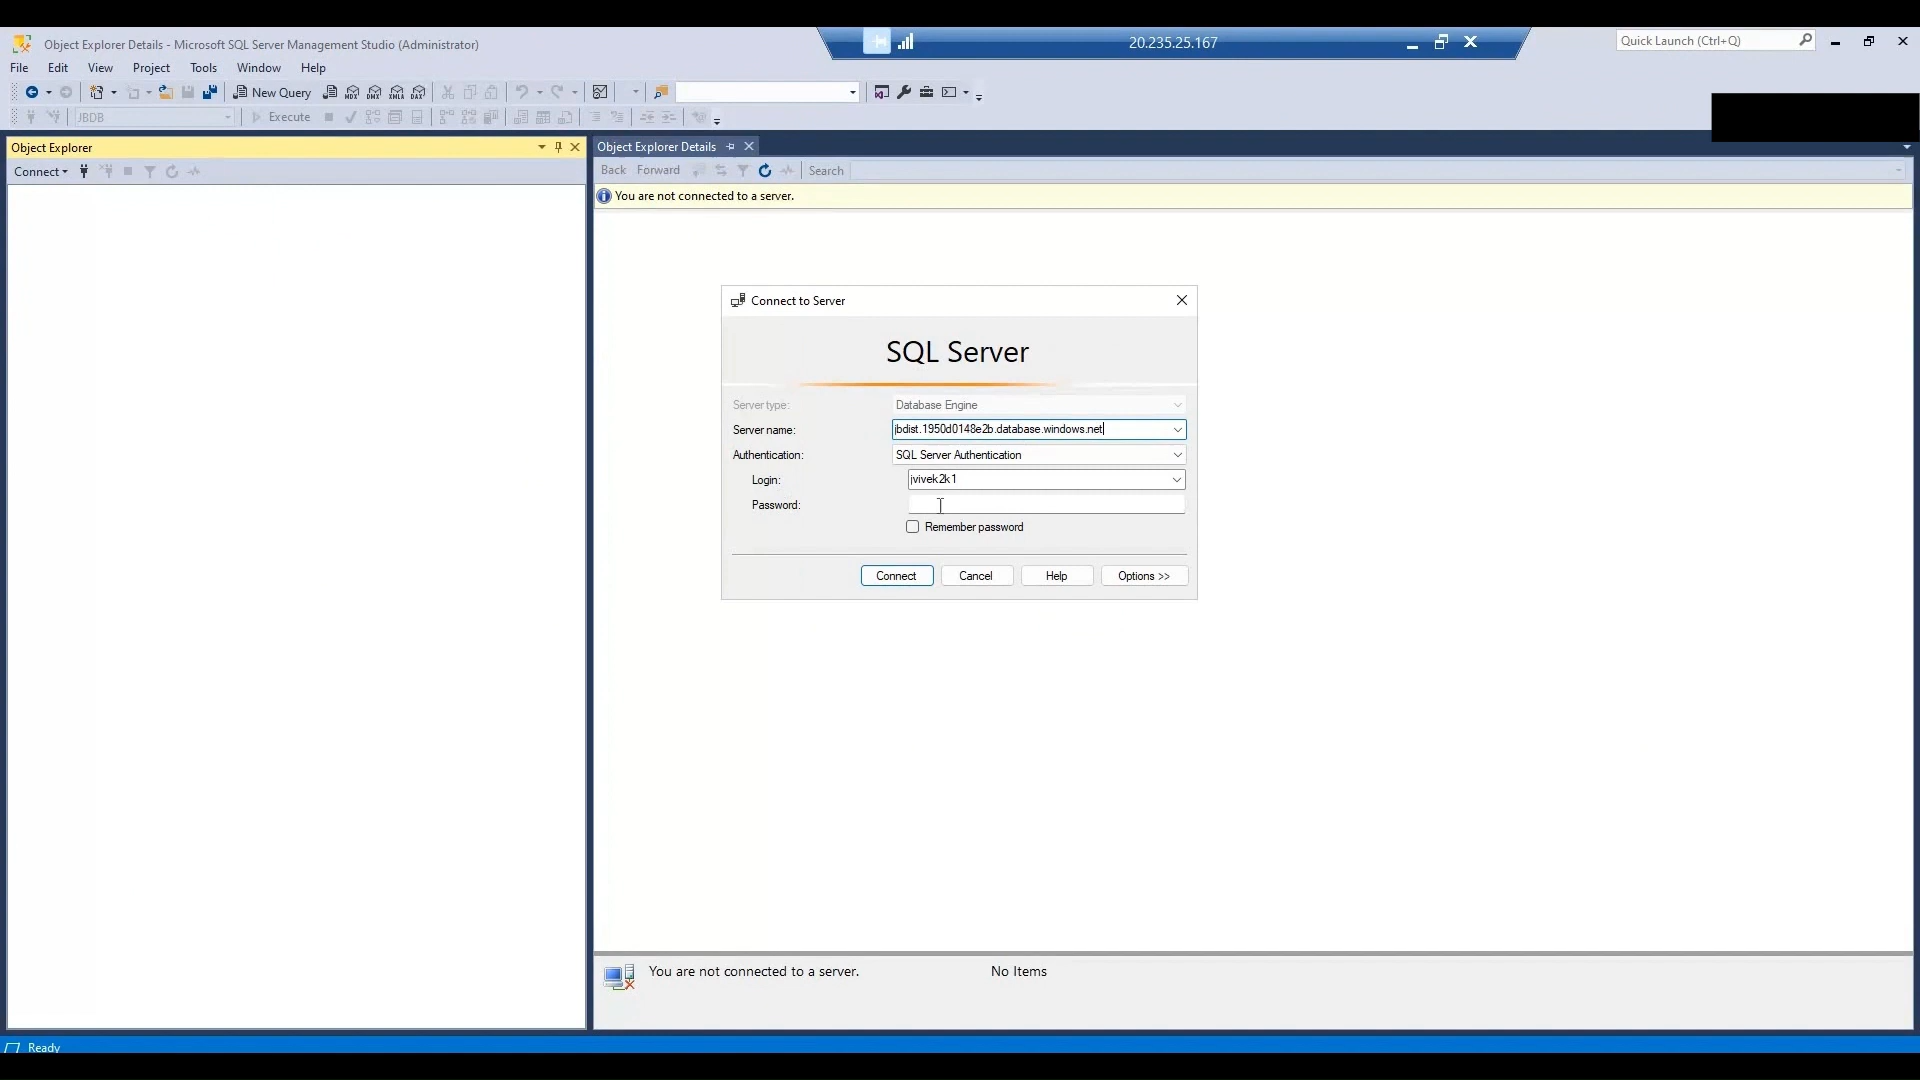 Object Explorer Details - Microsoft SQL Server Management Studio (Administrator)
20.235.25.167
Quick Launch (Ctrl+Q)
File Edit View Project Tools Window Help
New Query
MDX DMX XMLA DAX
JBDB
Execute
Object Explorer
Connect
Object Explorer Details
Back Forward Search
You are not connected to a server.
Connect to Server
SQL Server
Server type: Database Engine
Server name: jbdist.1950d0148e2b.database.windows.net
Authentication: SQL Server Authentication
Login: jvivek2k1
Password:
Remember password
Connect Cancel Help Options >>
You are not connected to a server. No Items
Ready